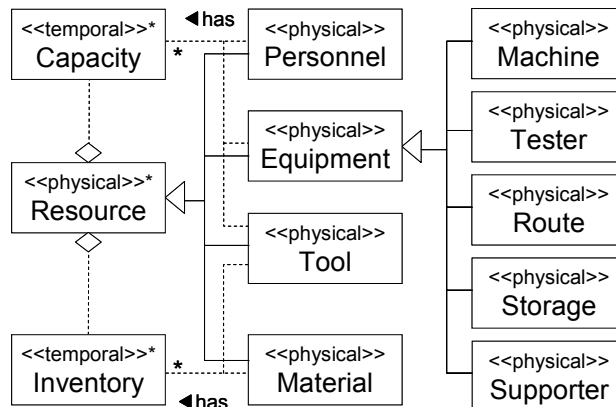 ◄has
<<temporal>>*
Capacity
*
<<physical>>
Personnel
<<physical>>
Machine
<<physical>>
Equipment
<<physical>>
Tester
<<physical>>*
Resource
<<physical>>
Route
<<physical>>
Tool
<<physical>>
Storage
<<temporal>>*
Inventory
*
◄has
<<physical>>
Material
<<physical>>
Supporter